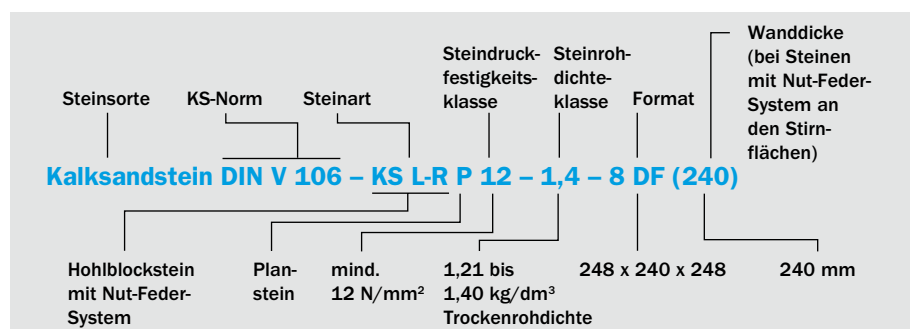 Steinsorte
KS-Norm
Steinart
Steindruck-
festigkeits-
klasse
Steinroh-
dichte-
klasse
Format
Wanddicke
(bei Steinen
mit Nut-Feder-
System an
den Stirn-
flächen)
Kalksandstein DIN V 106 – KS L-R P 12 – 1,4 – 8 DF (240)
Hohlblockstein
mit Nut-Feder-
System
Plan-
stein
mind.
12 N/mm²
1,21 bis
1,40 kg/dm³
Trockenrohdichte
248 x 240 x 248
240 mm